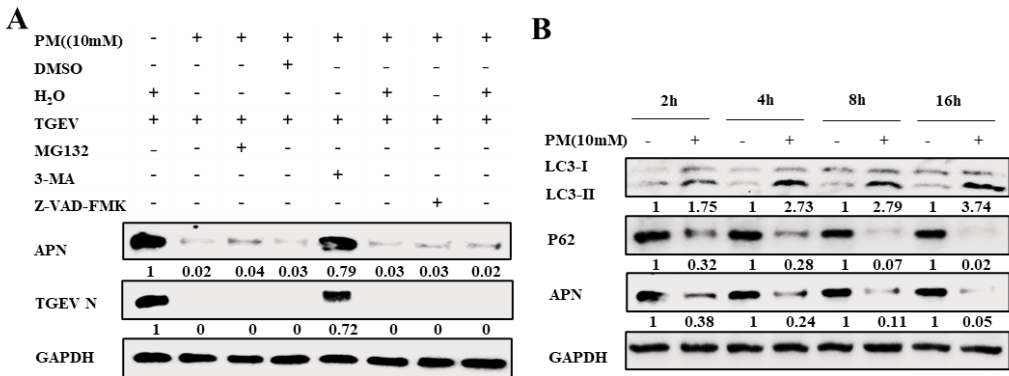 A
PM((10mM) - + + + + + + +
DMSO - - - + - - - -
H2O + - - - - + - +
TGEV + + + + + + + +
MG132 - - + - - - - -
3-MA - - - - + - - -
Z-VAD-FMK - - - - - - + -
APN
1 0.02 0.04 0.03 0.79 0.03 0.03 0.02
TGEV N
1 0 0 0 0.72 0 0 0
GAPDH
B
2h 4h 8h 16h
PM(10mM) - + - + - + - +
LC3-I
LC3-II
1 1.75 1 2.73 1 2.79 1 3.74
P62
1 0.32 1 0.28 1 0.07 1 0.02
APN
1 0.38 1 0.24 1 0.11 1 0.05
GAPDH